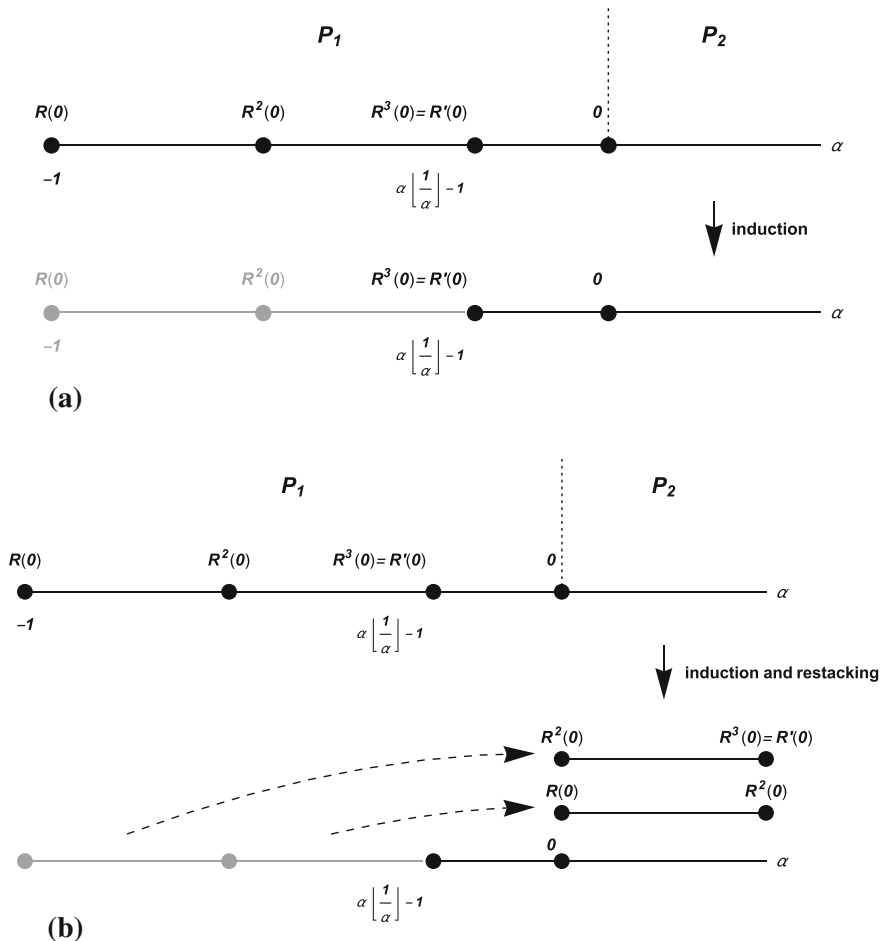 P₁ P₂
R(0) R²(0) R³(0)=R'(0) 0
α
−1 α⌊1/α⌋−1
induction
R(0) R²(0) R³(0)=R'(0) 0
α
−1 α⌊1/α⌋−1
(a)
P₁ P₂
R(0) R²(0) R³(0)=R'(0) 0
α
−1 α⌊1/α⌋−1
induction and restacking
R²(0) R³(0)=R'(0)
R(0) R²(0)
0
α
α⌊1/α⌋−1
(b)